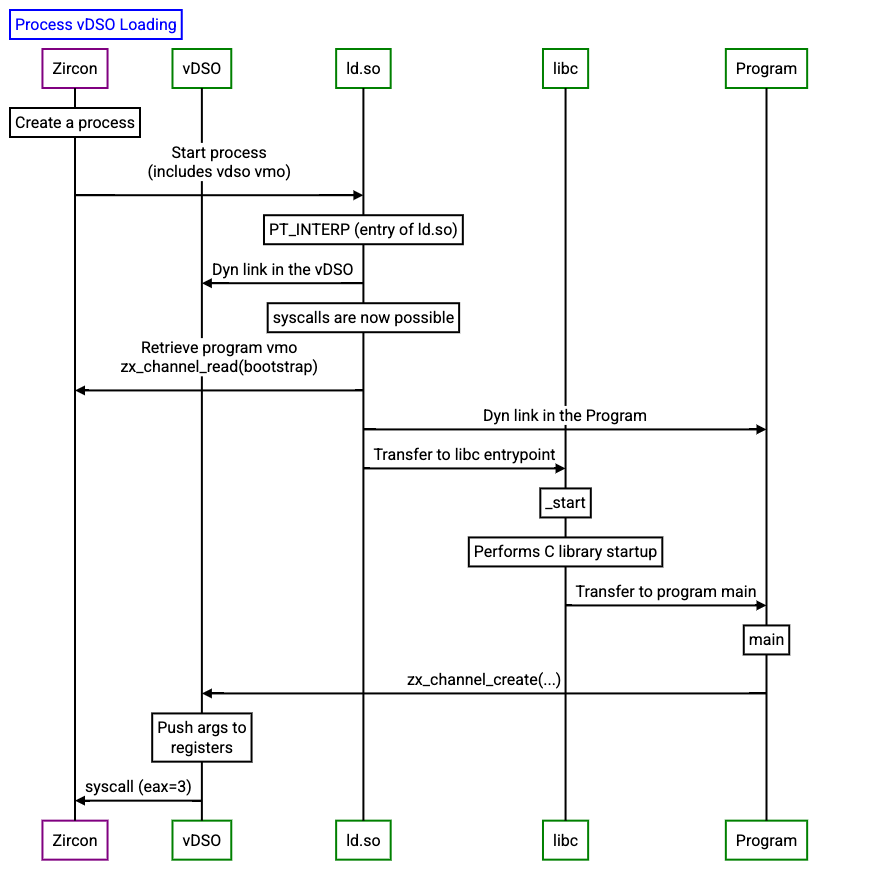 Process vDSO Loading
Zircon
vDSO
ld.so
libc
Program
Create a process
Start process
(includes vdso vmo)
PT_INTERP (entry of ld.so)
Dyn link in the vDSO
syscalls are now possible
Retrieve program vmo
zx_channel_read(bootstrap)
Dyn link in the Program
Transfer to libc entrypoint
_start
Performs C library startup
Transfer to program main
main
zx_channel_create(...)
Push args to
registers
syscall (eax=3)
Zircon
vDSO
ld.so
libc
Program